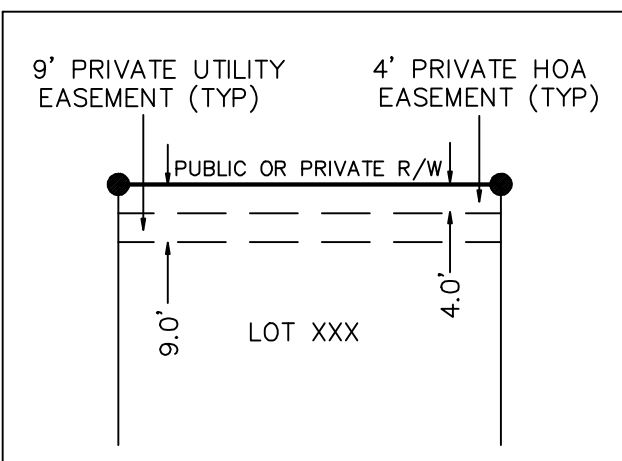 9' PRIVATE UTILITY
EASEMENT (TYP)
4' PRIVATE HOA
EASEMENT (TYP)
PUBLIC OR PRIVATE R/W
9.0'
4.0'
LOT XXX